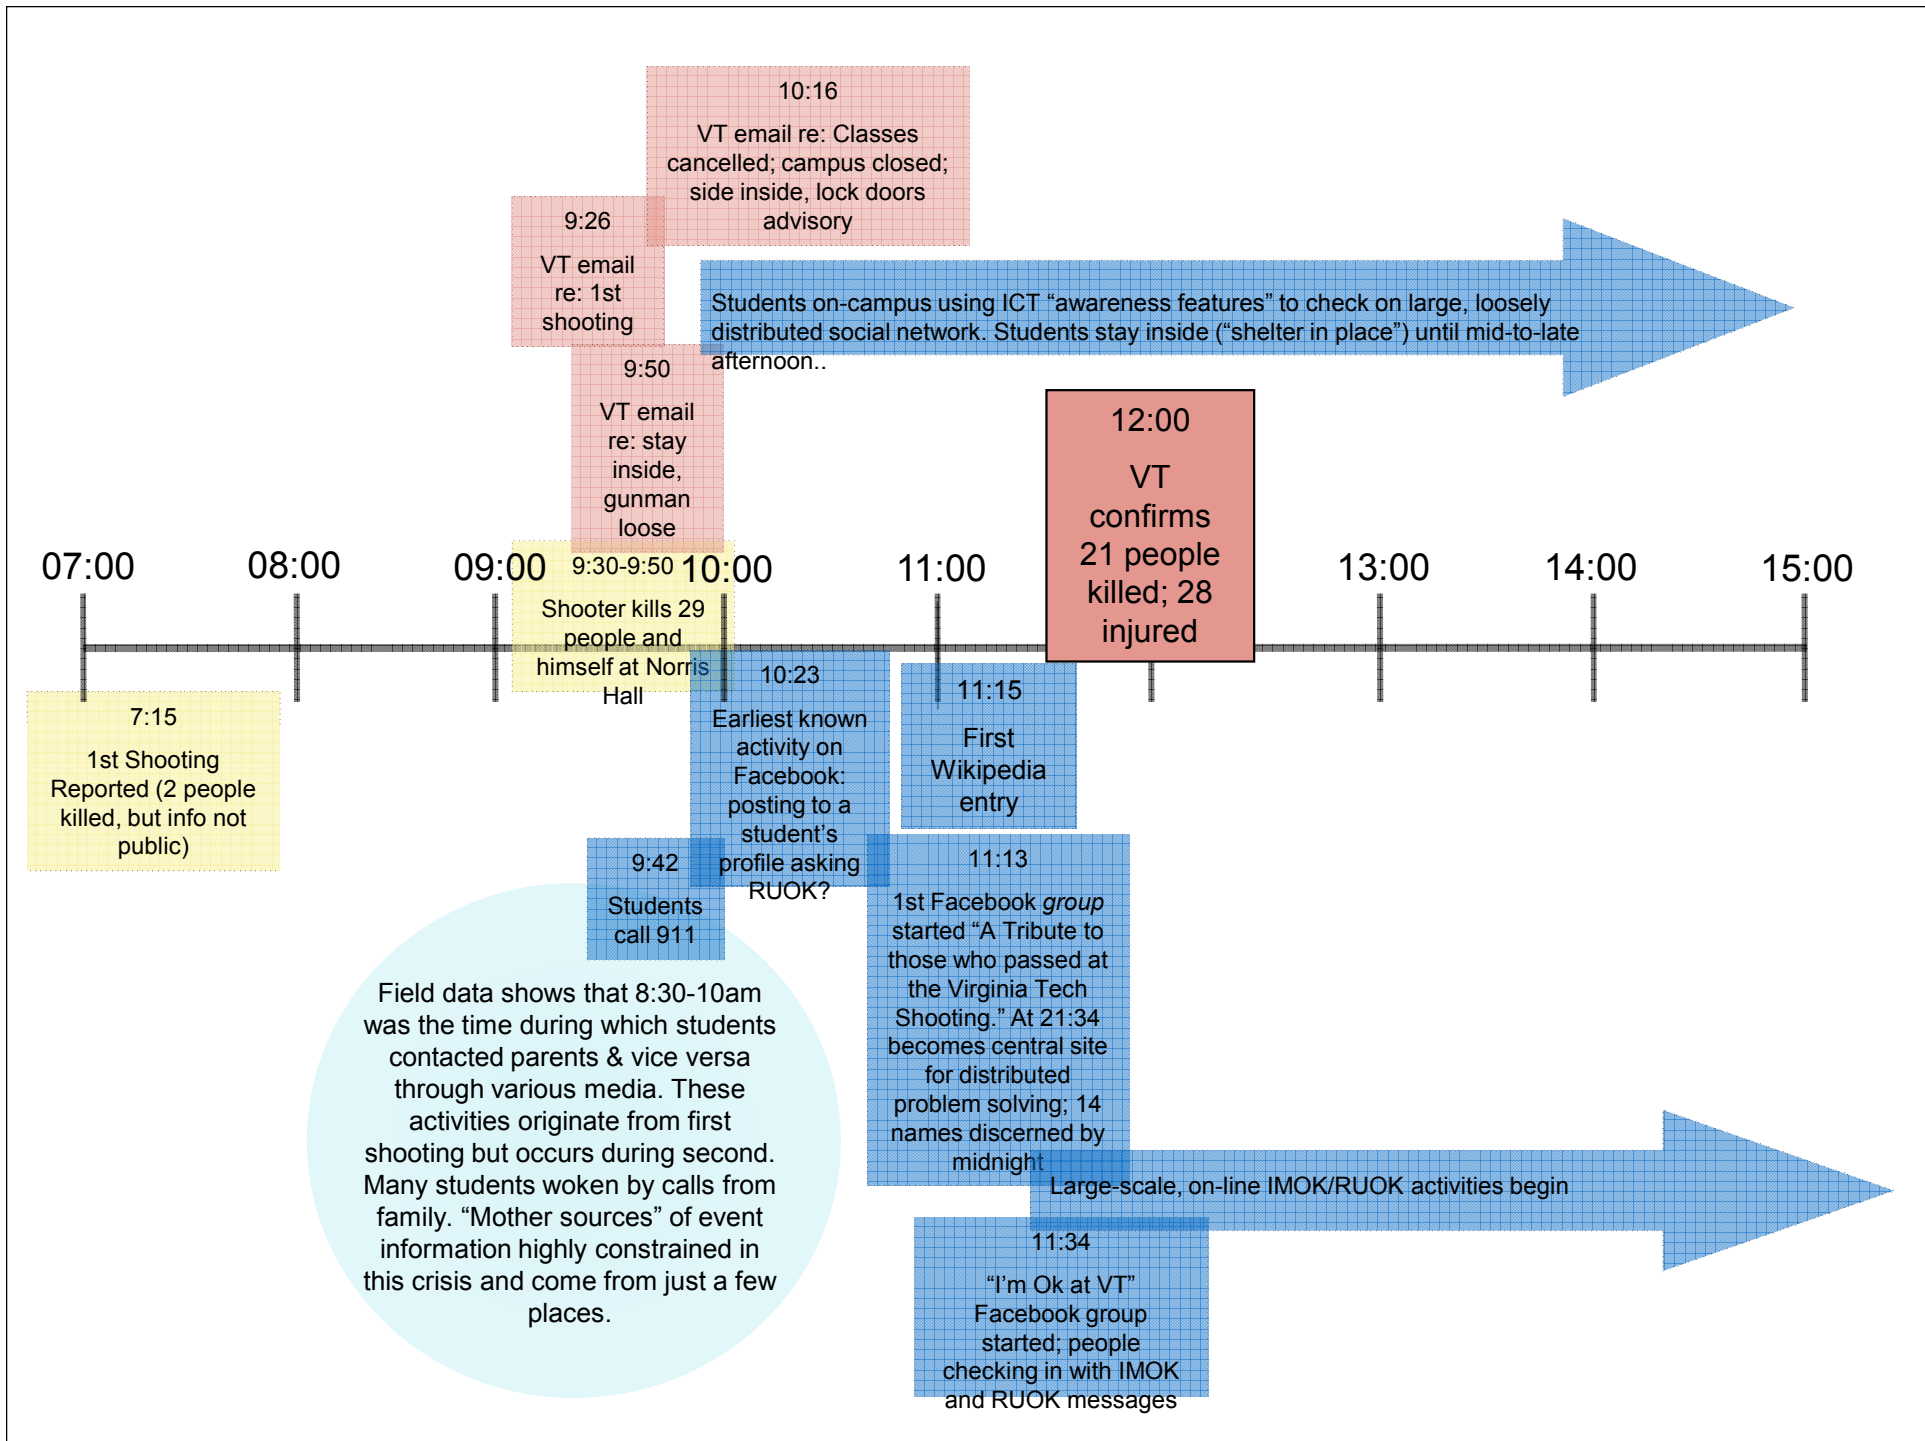 10:16
VT email re: Classes
cancelled; campus closed;
side inside, lock doors
advisory
9:26
VT email
re: 1st
shooting
Students on-campus using ICT “awareness features” to check on large, loosely
distributed social network. Students stay inside (“shelter in place”) until mid-to-late
afternoon..
9:50
VT email
re: stay
inside,
gunman
loose
12:00
VT
confirms
21 people
killed; 28
injured
07:00
08:00
09:00
10:00
11:00
13:00
14:00
15:00
9:30-9:50
Shooter kills 29
people and
himself at Norris
Hall
7:15
1st Shooting
Reported (2 people
killed, but info not
public)
10:23
Earliest known
activity on
Facebook:
posting to a
student’s
profile asking
RUOK?
11:15
First
Wikipedia
entry
9:42
Students
call 911
11:13
1st Facebook group
started “A Tribute to
those who passed at
the Virginia Tech
Shooting.” At 21:34
becomes central site
for distributed
problem solving; 14
names discerned by
midnight
Field data shows that 8:30-10am
was the time during which students
contacted parents & vice versa
through various media. These
activities originate from first
shooting but occurs during second.
Many students woken by calls from
family. “Mother sources” of event
information highly constrained in
this crisis and come from just a few
places.
Large-scale, on-line IMOK/RUOK activities begin
11:34
“I’m Ok at VT”
Facebook group
started; people
checking in with IMOK
and RUOK messages